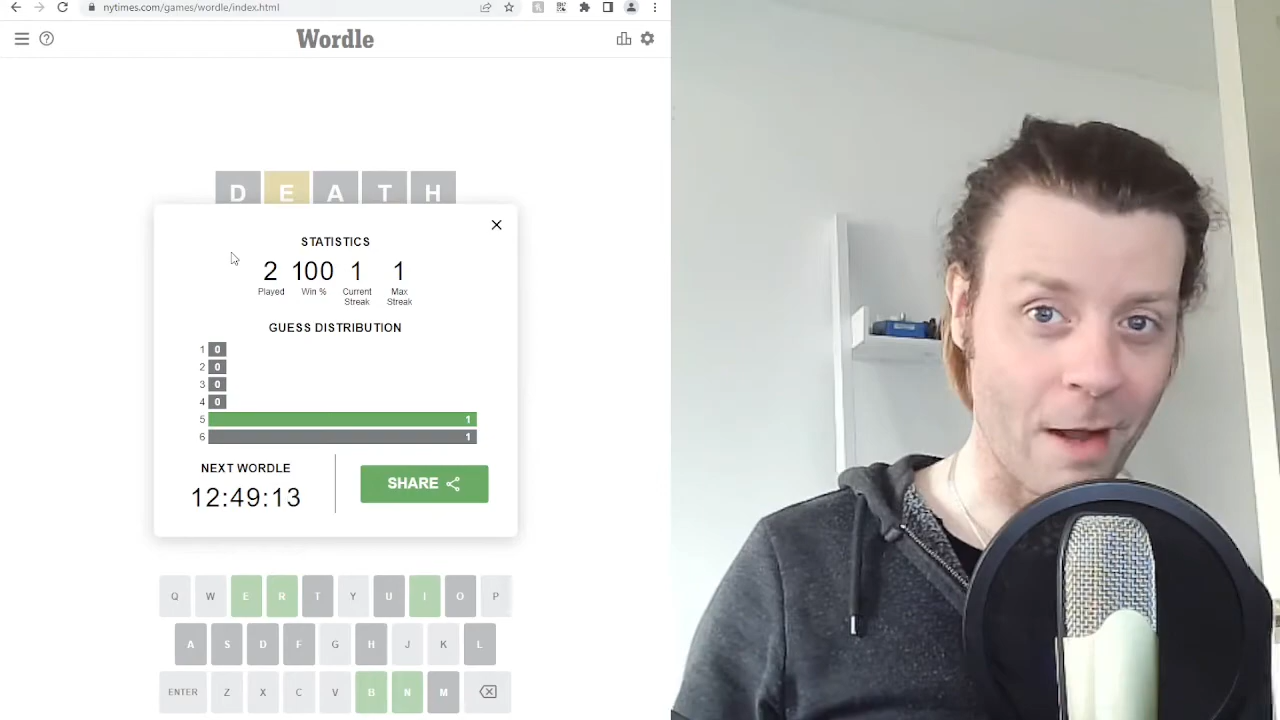 nytimes.com/games/wordle/index.html
Wordle
D E A T H
STATISTICS
2 100 1 1
Played Win % Current Streak Max Streak
GUESS DISTRIBUTION
1 0
2 0
3 0
4 0
5 1
6 1
NEXT WORDLE
12:49:13
SHARE
Q W E R T Y U I O P
A S D F G H J K L
ENTER Z X C V B N M